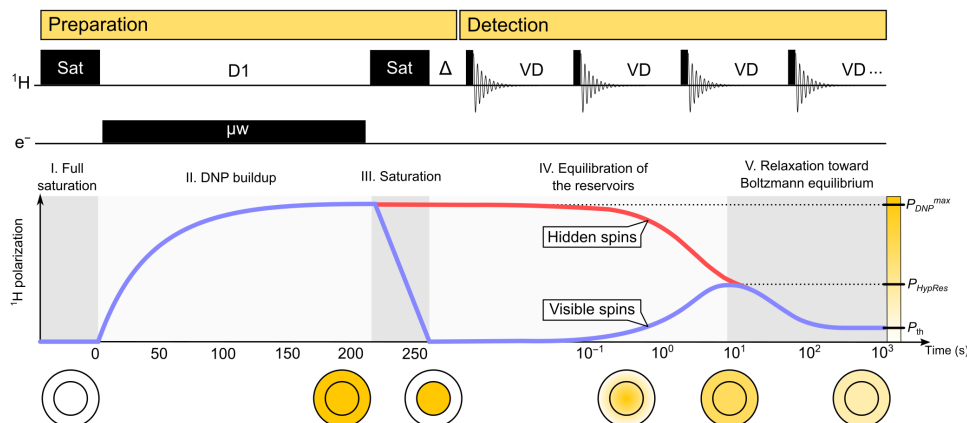 Preparation
Detection
¹H
Sat
D1
Sat
Δ
VD
VD
VD
VD ...
e⁻
μw
I. Full
saturation
II. DNP buildup
III. Saturation
IV. Equilibration of
the reservoirs
V. Relaxation toward
Boltzmann equilibrium
¹H polarization
Hidden spins
Visible spins
P_DNP^max
P_HypRes
P_th
0
50
100
150
200
250
10⁻¹
10⁰
10¹
10²
10³
Time (s)